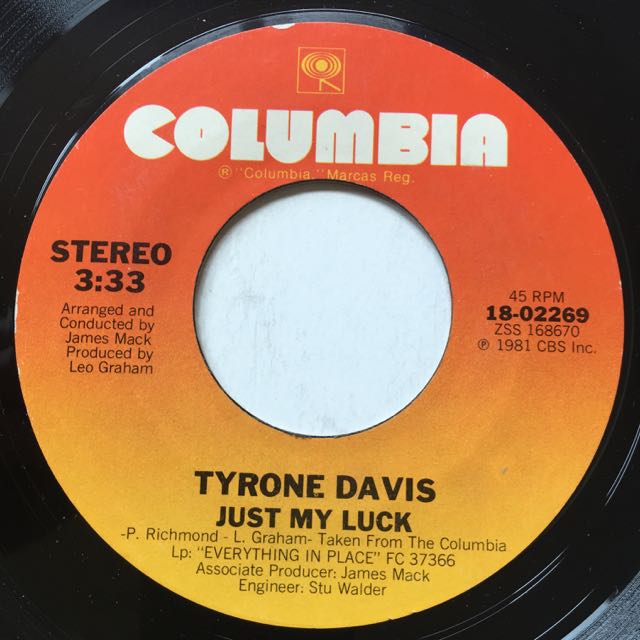 COLUMBIA
® "Columbia," Marcas Reg.
STEREO
3:33
Arranged and
Conducted by
James Mack
Produced by
Leo Graham
45 RPM
18-02269
ZSS 168670
℗ 1981 CBS Inc.
TYRONE DAVIS
JUST MY LUCK
-P. Richmond - L. Graham- Taken From The Columbia
Lp: "EVERYTHING IN PLACE" FC 37366
Associate Producer: James Mack
Engineer: Stu Walder